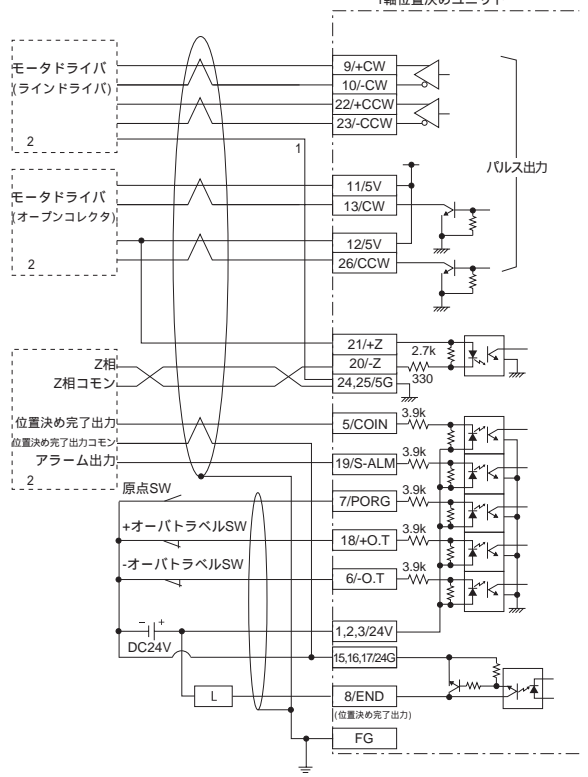 1軸位置決めユニット
モータドライバ
(ラインドライバ)
2
9/+CW
10/-CW
22/+CCW
23/-CCW
1
パルス出力
モータドライバ
(オープンコレクタ)
2
11/5V
13/CW
12/5V
26/CCW
21/+Z
20/-Z
24,25/5G
2.7k
330
Z相
Z相コモン
位置決め完了出力
位置決め完了出力コモン
アラーム出力
2
5/COIN
3.9k
19/S-ALM
3.9k
原点SW
7/PORG
3.9k
+オーバトラベルSW
18/+O.T
3.9k
-オーバトラベルSW
6/-O.T
3.9k
- +
DC24V
1,2,3/24V
15,16,17/24G
L
8/END
(位置決め完了出力)
FG